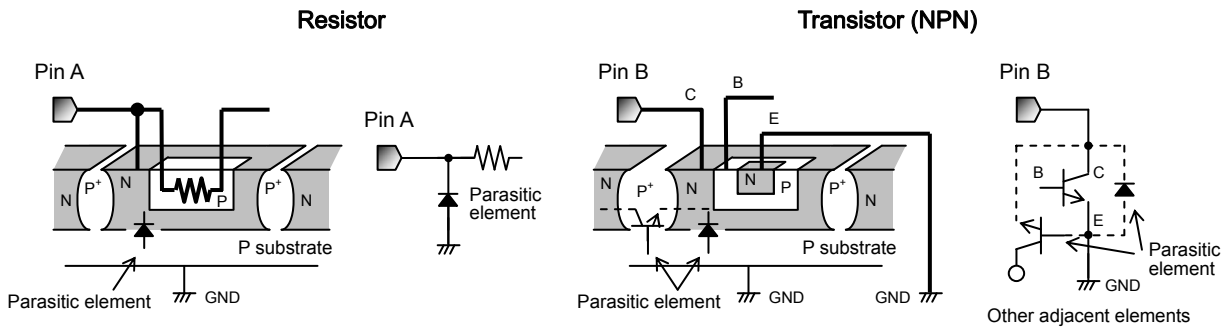 Resistor
Transistor (NPN)
Pin A
Pin A
N
P+
N
P
P+
N
Parasitic element
P substrate
Parasitic element
GND
Pin B
C
B
E
N
P+
N
N
P
P+
N
P substrate
Parasitic element
GND
GND
Pin B
B
C
E
Parasitic element
GND
Other adjacent elements